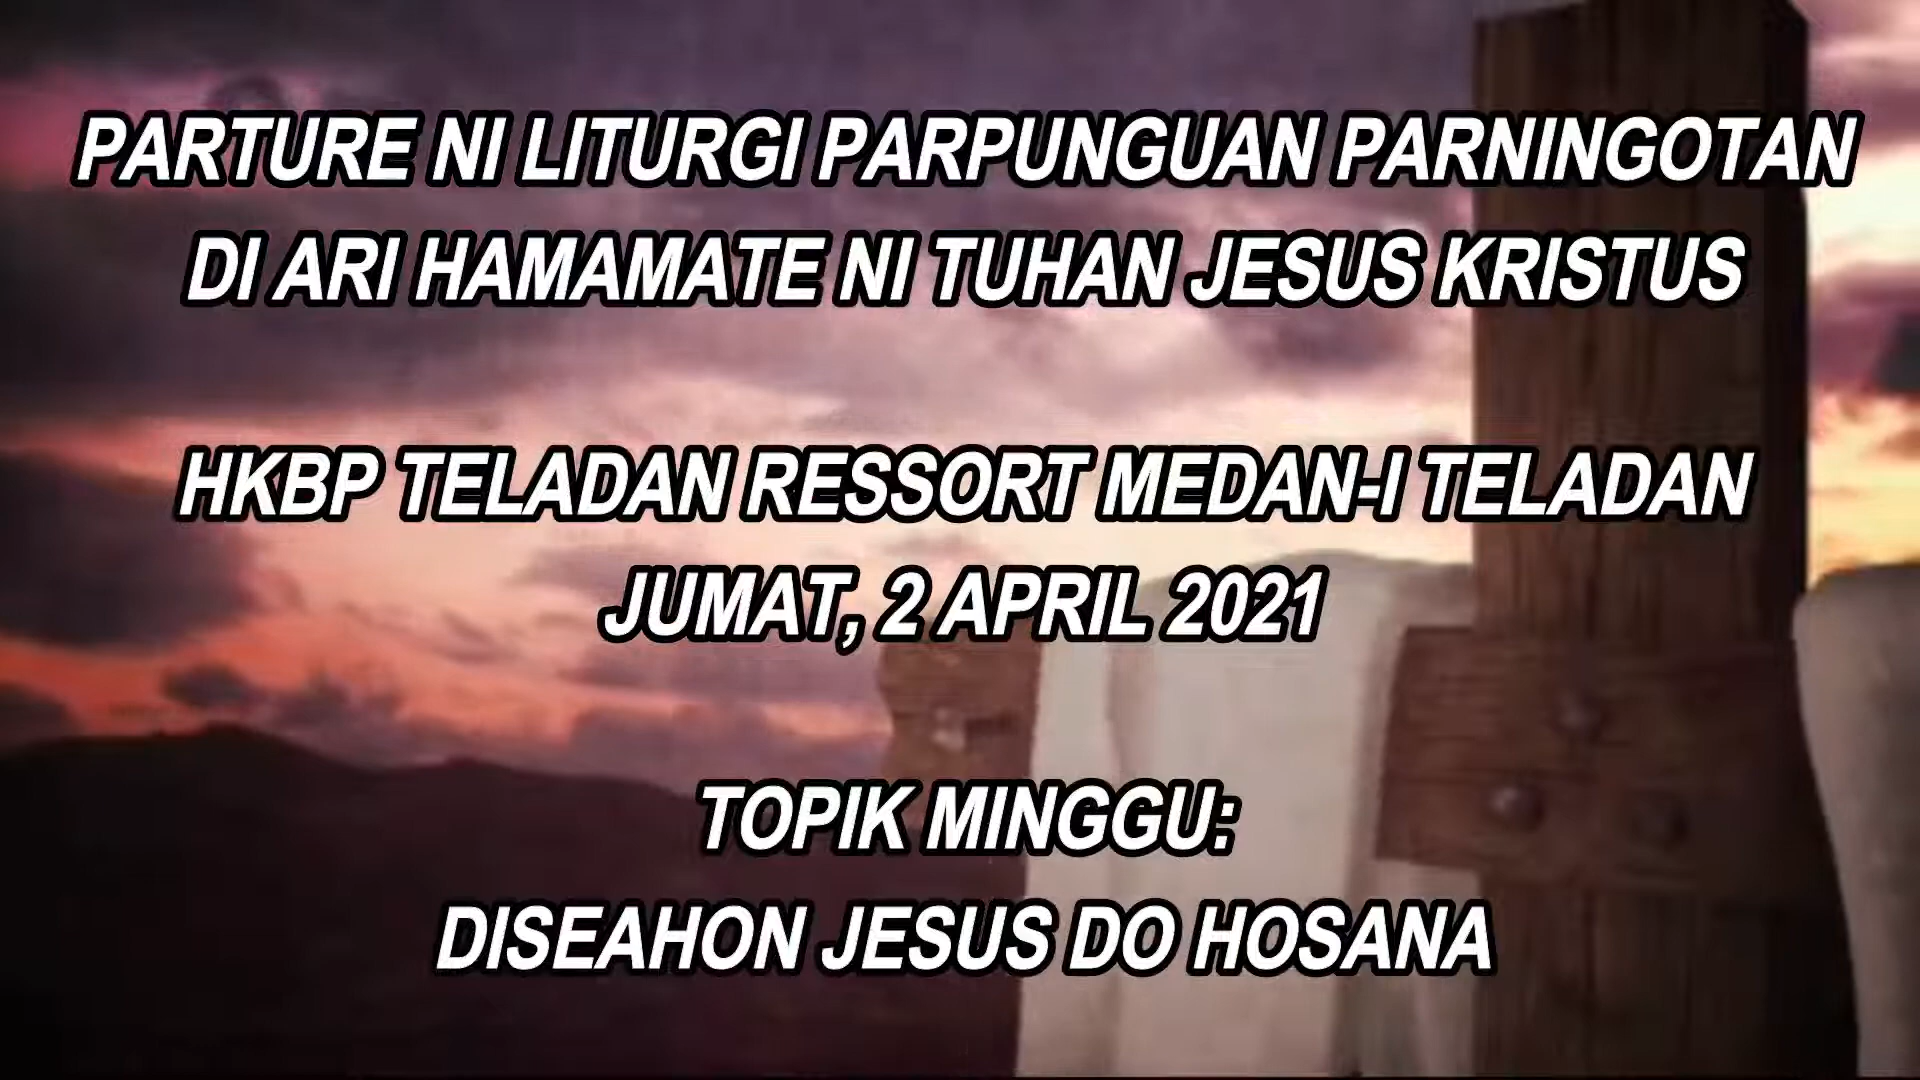 PARTURE NI LITURGI PARPUNGUAN PARNINGOTAN
DI ARI HAMAMATE NI TUHAN JESUS KRISTUS
HKBP TELADAN RESSORT MEDAN-I TELADAN
JUMAT, 2 APRIL 2021
TOPIK MINGGU:
DISEAHON JESUS DO HOSANA